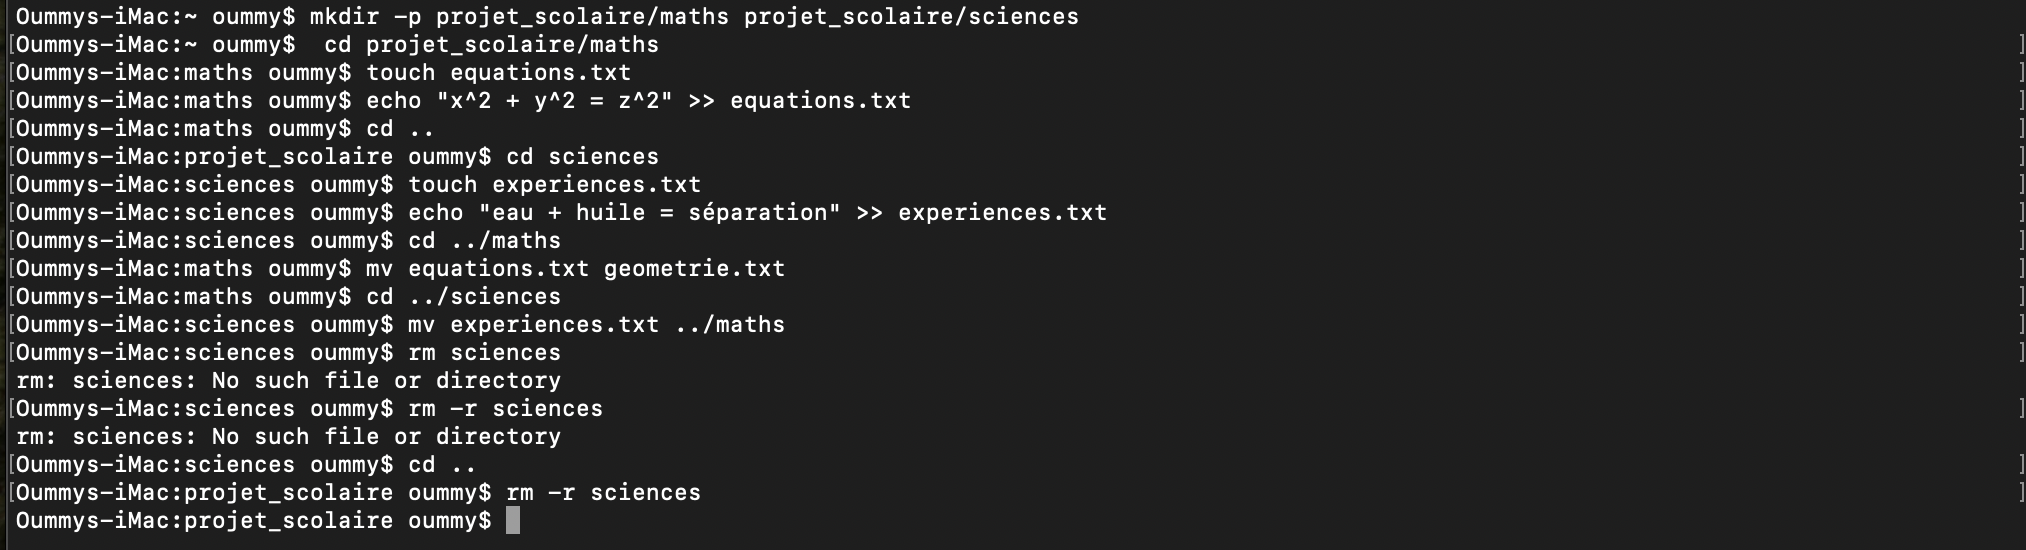 Oummys-iMac:~ oummy$ mkdir -p projet_scolaire/maths projet_scolaire/sciences
[Oummys-iMac:~ oummy$  cd projet_scolaire/maths ]
[Oummys-iMac:maths oummy$ touch equations.txt ]
[Oummys-iMac:maths oummy$ echo "x^2 + y^2 = z^2" >> equations.txt ]
[Oummys-iMac:maths oummy$ cd .. ]
[Oummys-iMac:projet_scolaire oummy$ cd sciences ]
[Oummys-iMac:sciences oummy$ touch experiences.txt ]
[Oummys-iMac:sciences oummy$ echo "eau + huile = séparation" >> experiences.txt ]
[Oummys-iMac:sciences oummy$ cd ../maths ]
[Oummys-iMac:maths oummy$ mv equations.txt geometrie.txt ]
[Oummys-iMac:maths oummy$ cd ../sciences ]
[Oummys-iMac:sciences oummy$ mv experiences.txt ../maths ]
[Oummys-iMac:sciences oummy$ rm sciences ]
rm: sciences: No such file or directory
[Oummys-iMac:sciences oummy$ rm -r sciences ]
rm: sciences: No such file or directory
[Oummys-iMac:sciences oummy$ cd .. ]
[Oummys-iMac:projet_scolaire oummy$ rm -r sciences ]
Oummys-iMac:projet_scolaire oummy$